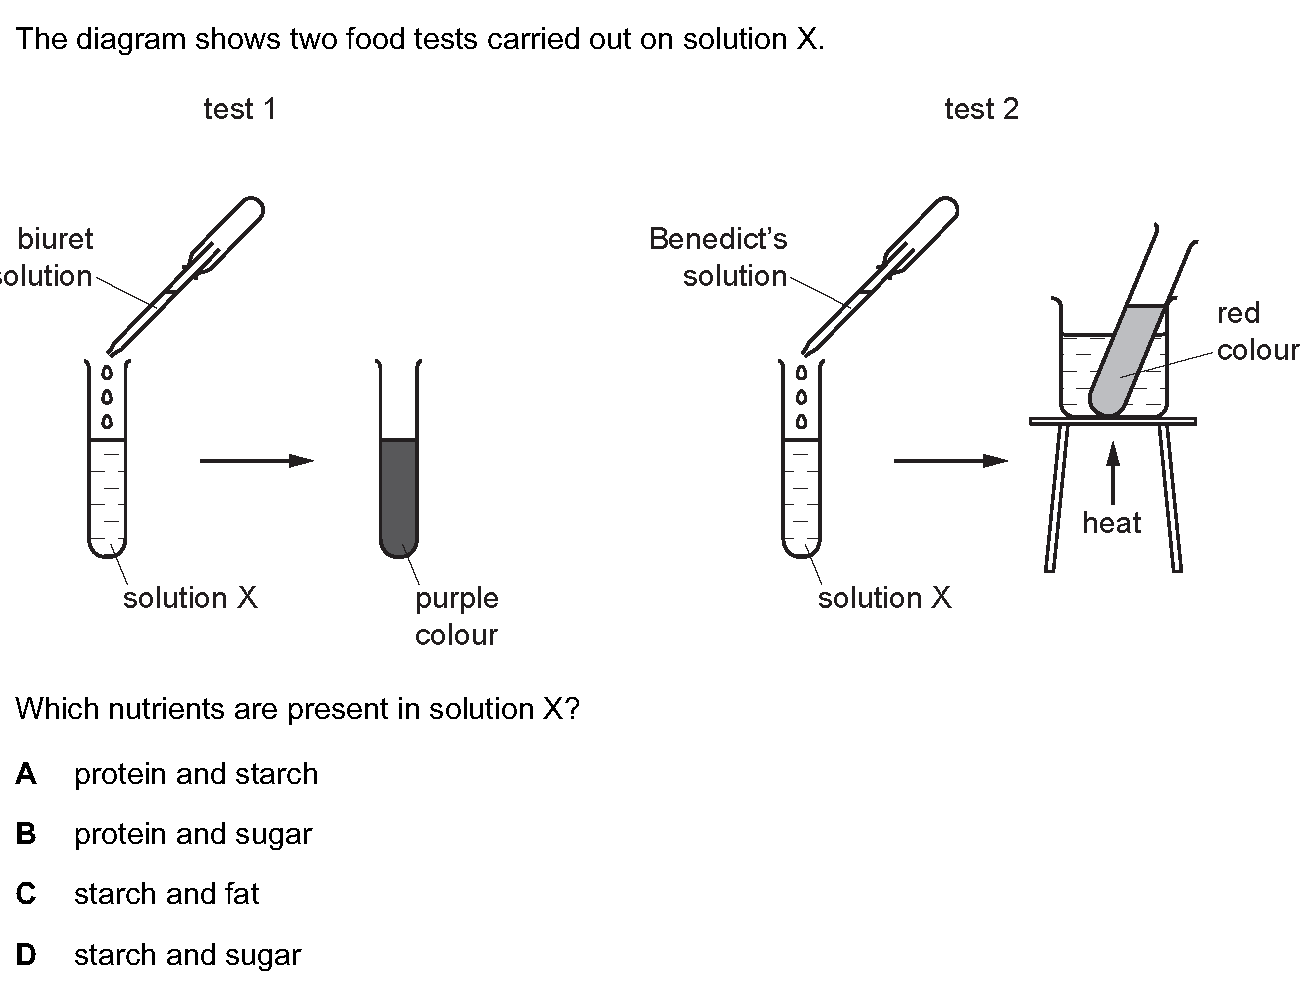 The diagram shows two food tests carried out on solution X.
test 1
test 2
biuret
solution
Benedict’s
solution
red
colour
heat
solution X
purple
colour
solution X
Which nutrients are present in solution X?
A protein and starch
B protein and sugar
C starch and fat
D starch and sugar